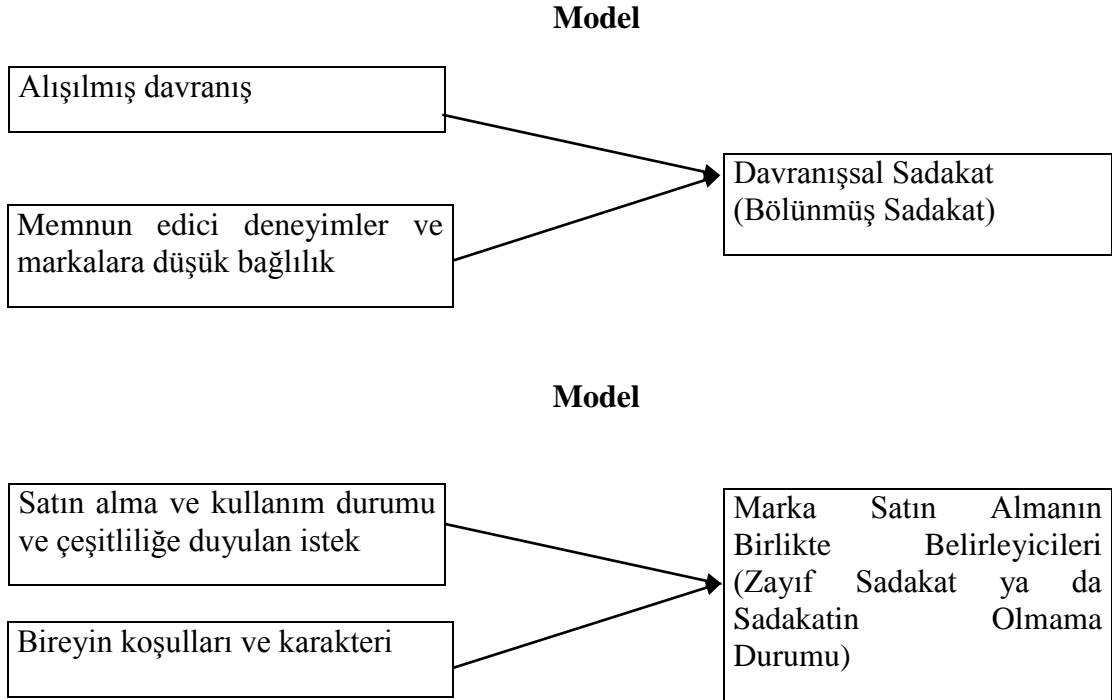 Model
Alışılmış davranış
Memnun edici deneyimler ve
markalara düşük bağlılık
Davranışsal Sadakat
(Bölünmüş Sadakat)
Model
Satın alma ve kullanım durumu
ve çeşitliliğe duyulan istek
Bireyin koşulları ve karakteri
Marka Satın Almanın
Birlikte Belirleyicileri
(Zayıf Sadakat ya da
Sadakatin Olmama
Durumu)